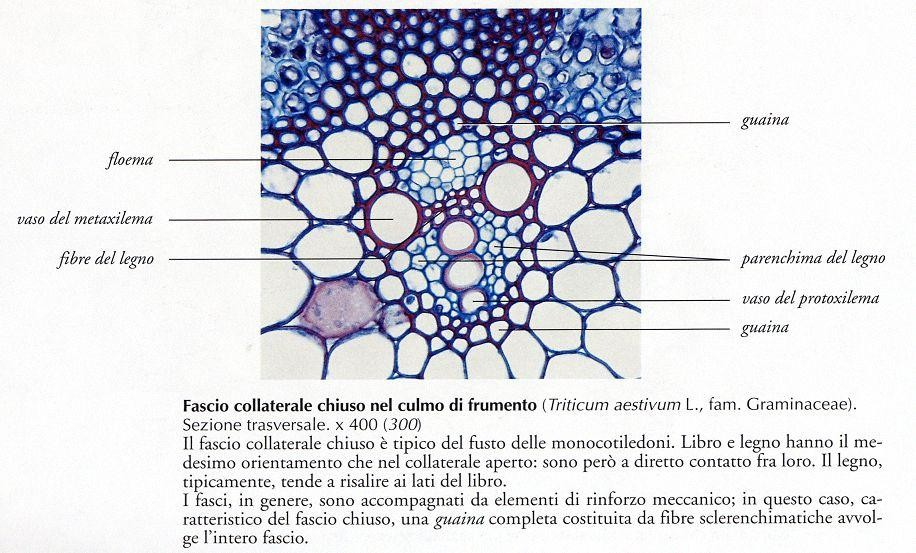 guaina
floema
vaso del metaxilema
fibre del legno
parenchima del legno
vaso del protoxilema
guaina
Fascio collaterale chiuso nel culmo di frumento (Triticum aestivum L., fam. Graminaceae).
Sezione trasversale. x 400 (300)
Il fascio collaterale chiuso è tipico del fusto delle monocotiledoni. Libro e legno hanno il me-
desimo orientamento che nel collaterale aperto: sono però a diretto contatto fra loro. Il legno,
tipicamente, tende a risalire ai lati del libro.
I fasci, in genere, sono accompagnati da elementi di rinforzo meccanico; in questo caso, ca-
ratteristico del fascio chiuso, una guaina completa costituita da fibre sclerenchimatiche avvol-
ge l'intero fascio.